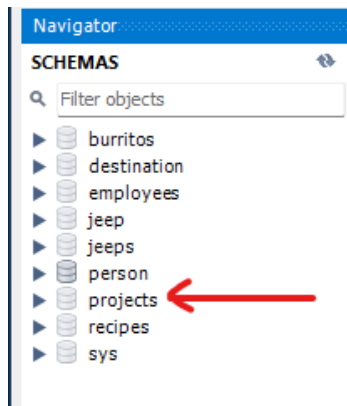 Navigator
SCHEMAS
Filter objects
burritos
destination
employees
jeep
jeeps
person
projects
recipes
sys